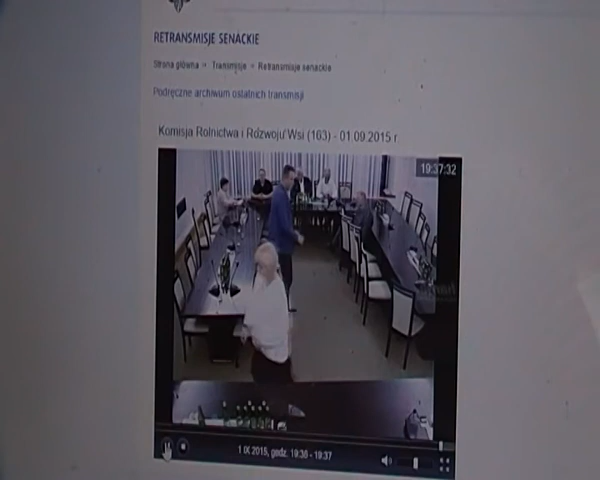 RETRANSMISJE SENACKIE
Strona główna » Transmisje » Retransmisje senackie
Podręczne archiwum ostatnich transmisji
Komisja Rolnictwa i Rozwoju Wsi (163) - 01.09.2015 r.
19:37:32
1 IX 2015, godz. 19:36 - 19:37